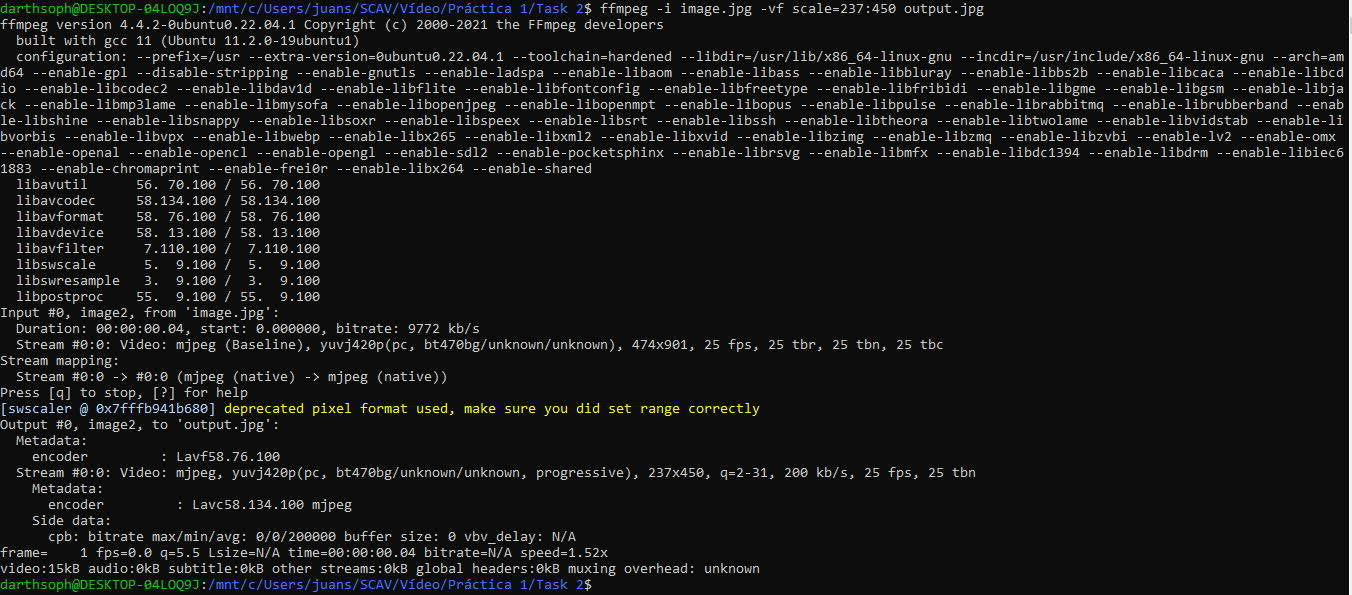 darthsoph@DESKTOP-04LOQ9J:/mnt/c/Users/juans/SCAV/Vídeo/Práctica 1/Task 2$ ffmpeg -i image.jpg -vf scale=237:450 output.jpg
ffmpeg version 4.4.2-0ubuntu0.22.04.1 Copyright (c) 2000-2021 the FFmpeg developers
  built with gcc 11 (Ubuntu 11.2.0-19ubuntu1)
  configuration: --prefix=/usr --extra-version=0ubuntu0.22.04.1 --toolchain=hardened --libdir=/usr/lib/x86_64-linux-gnu --incdir=/usr/include/x86_64-linux-gnu --arch=am
d64 --enable-gpl --disable-stripping --enable-gnutls --enable-ladspa --enable-libaom --enable-libass --enable-libbluray --enable-libbs2b --enable-libcaca --enable-libcd
io --enable-libcodec2 --enable-libdav1d --enable-libflite --enable-libfontconfig --enable-libfreetype --enable-libfribidi --enable-libgme --enable-libgsm --enable-libja
ck --enable-libmp3lame --enable-libmysofa --enable-libopenjpeg --enable-libopenmpt --enable-libopus --enable-libpulse --enable-librabbitmq --enable-librubberband --enab
le-libshine --enable-libsnappy --enable-libsoxr --enable-libspeex --enable-libsrt --enable-libssh --enable-libtheora --enable-libtwolame --enable-libvidstab --enable-li
bvorbis --enable-libvpx --enable-libwebp --enable-libx265 --enable-libxml2 --enable-libxvid --enable-libzimg --enable-libzmq --enable-libzvbi --enable-lv2 --enable-omx
--enable-openal --enable-opencl --enable-opengl --enable-sdl2 --enable-pocketsphinx --enable-librsvg --enable-libmfx --enable-libdc1394 --enable-libdrm --enable-libiec6
1883 --enable-chromaprint --enable-frei0r --enable-libx264 --enable-shared
  libavutil      56. 70.100 / 56. 70.100
  libavcodec     58.134.100 / 58.134.100
  libavformat    58. 76.100 / 58. 76.100
  libavdevice    58. 13.100 / 58. 13.100
  libavfilter     7.110.100 /  7.110.100
  libswscale      5.  9.100 /  5.  9.100
  libswresample   3.  9.100 /  3.  9.100
  libpostproc    55.  9.100 / 55.  9.100
Input #0, image2, from 'image.jpg':
  Duration: 00:00:00.04, start: 0.000000, bitrate: 9772 kb/s
  Stream #0:0: Video: mjpeg (Baseline), yuvj420p(pc, bt470bg/unknown/unknown), 474x901, 25 fps, 25 tbr, 25 tbn, 25 tbc
Stream mapping:
  Stream #0:0 -> #0:0 (mjpeg (native) -> mjpeg (native))
Press [q] to stop, [?] for help
[swscaler @ 0x7fffb941b680] deprecated pixel format used, make sure you did set range correctly
Output #0, image2, to 'output.jpg':
  Metadata:
    encoder         : Lavf58.76.100
  Stream #0:0: Video: mjpeg, yuvj420p(pc, bt470bg/unknown/unknown, progressive), 237x450, q=2-31, 200 kb/s, 25 fps, 25 tbn
    Metadata:
      encoder         : Lavc58.134.100 mjpeg
    Side data:
      cpb: bitrate max/min/avg: 0/0/200000 buffer size: 0 vbv_delay: N/A
frame=    1 fps=0.0 q=5.5 Lsize=N/A time=00:00:00.04 bitrate=N/A speed=1.52x
video:15kB audio:0kB subtitle:0kB other streams:0kB global headers:0kB muxing overhead: unknown
darthsoph@DESKTOP-04LOQ9J:/mnt/c/Users/juans/SCAV/Vídeo/Práctica 1/Task 2$